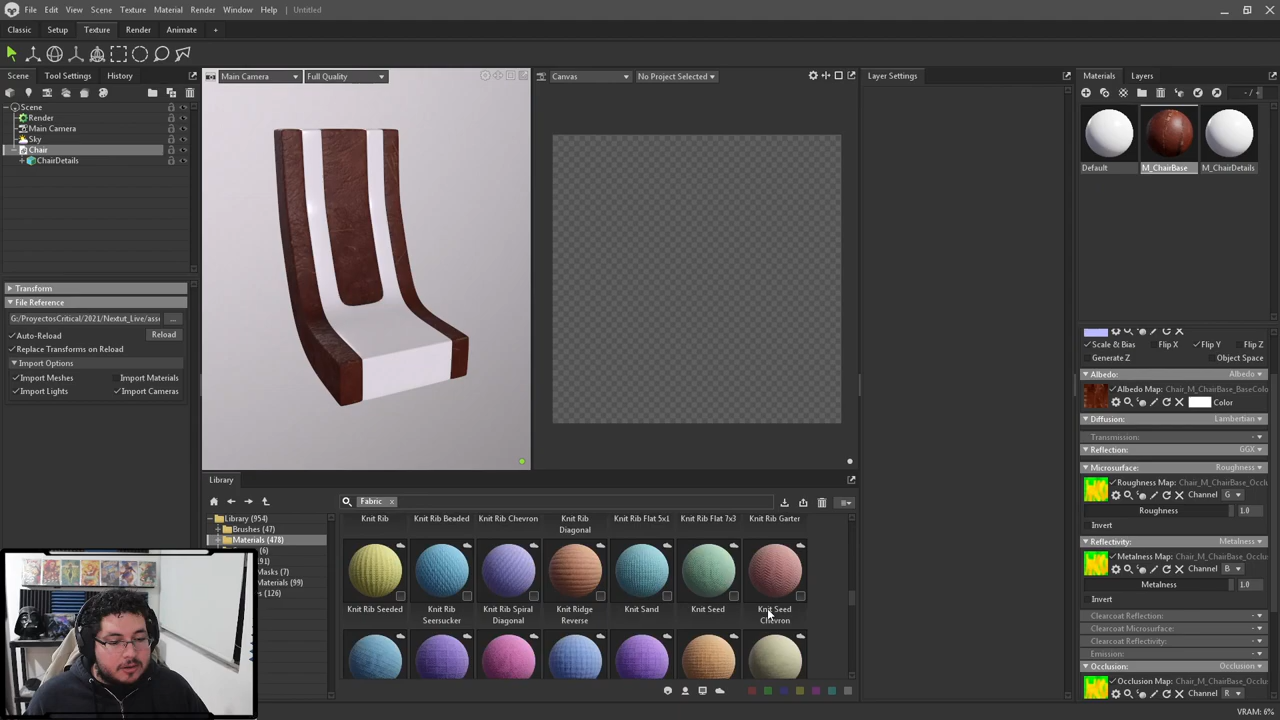 File Edit View Scene Texture Material Render Window Help Untitled
Classic Setup Texture Render Animate +
Scene Tool Settings History
Main Camera Full Quality
Canvas No Project Selected
Layer Settings
Materials Layers
Scene
Render
Main Camera
Sky
Chair
ChairDetails
Default M_ChairBase M_ChairDetails
Transform
File Reference
G:/ProyectosCritical/2021/Nextut_Live/ass ...
Auto-Reload Reload
Replace Transforms on Reload
Import Options
Import Meshes Import Materials
Import Lights Import Cameras
Scale & Bias Flip X Flip Y Flip Z
Generate Z Object Space
Albedo: Albedo
Albedo Map: Chair_M_ChairBase_BaseColo
Color
Diffusion: Lambertian
Transmission:
Reflection: GGX
Microsurface: Roughness
Roughness Map: Chair_M_ChairBase_Occlu
Channel G
Roughness 1.0
Invert
Reflectivity: Metalness
Metalness Map: Chair_M_ChairBase_Occlu
Channel B
Metalness 1.0
Invert
Clearcoat Reflection:
Clearcoat Microsurface:
Clearcoat Reflectivity:
Emission:
Occlusion: Occlusion
Occlusion Map: Chair_M_ChairBase_Occlu
Channel R
Library
Fabric x
Library (954)
Brushes (47)
Materials (478)
(6)
91)
Masks (7)
Materials (99)
es (126)
Knit Rib Knit Rib Beaded Knit Rib Chevron Knit Rib Diagonal Knit Rib Flat 5x1 Knit Rib Flat 7x3 Knit Rib Garter
Knit Rib Seeded Knit Rib Seersucker Knit Rib Spiral Diagonal Knit Ridge Reverse Knit Sand Knit Seed Knit Seed Chevron
VRAM: 6%